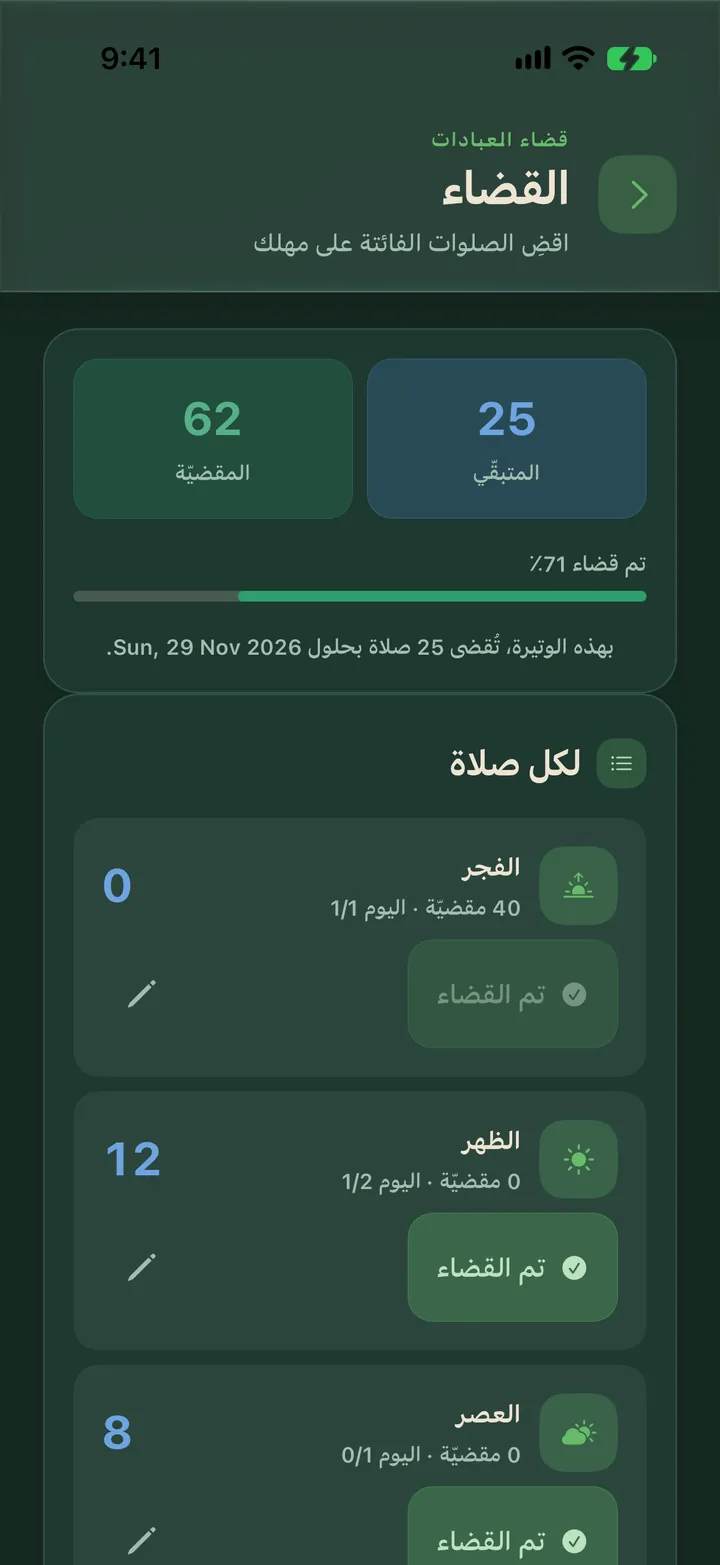 9:41
قضاء العبادات
القضاء
اقضِ الصلوات الفائتة على مهلك
25
المتبقّي
62
المقضيّة
تم قضاء 71٪
بهذه الوتيرة، تُقضى 25 صلاة بحلول Sun, 29 Nov 2026.
لكل صلاة
الفجر
40 مقضيّة · اليوم 1/1
0
تم القضاء
الظهر
0 مقضيّة · اليوم 1/2
12
تم القضاء
العصر
0 مقضيّة · اليوم 0/1
8
تم القضاء